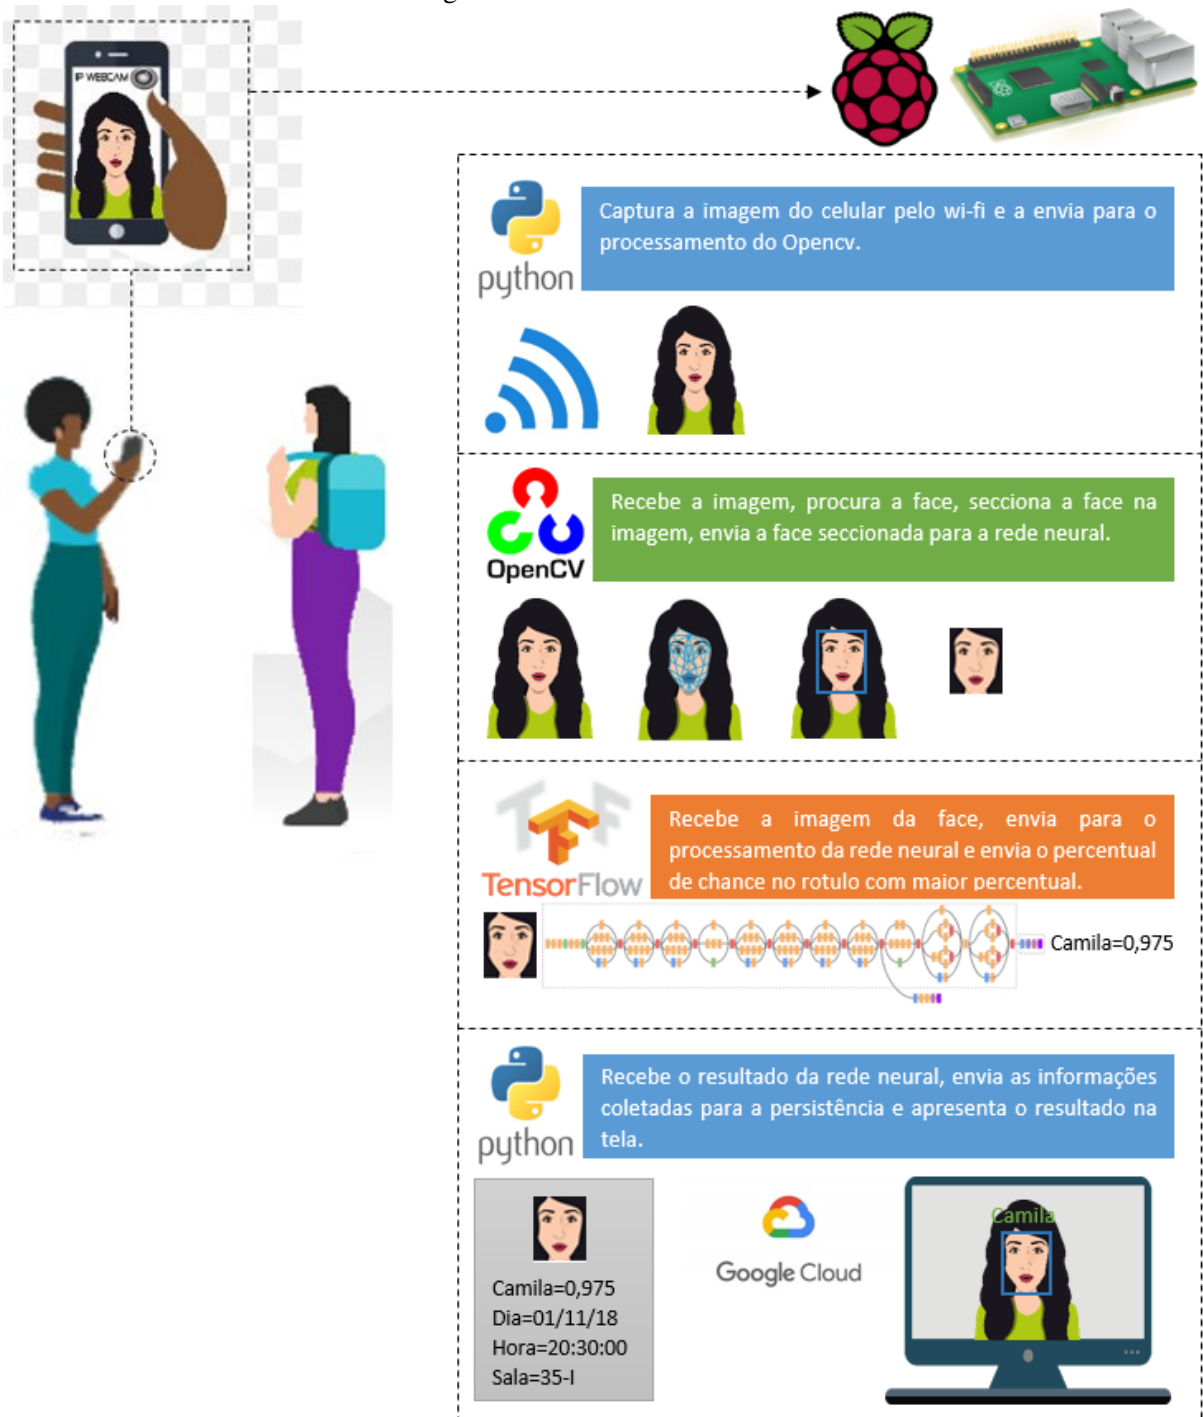 IP WEBCAM
python
Captura a imagem do celular pelo wi-fi e a envia para o
processamento do Opencv.
OpenCV
Recebe a imagem, procura a face, secciona a face na
imagem, envia a face seccionada para a rede neural.
TensorFlow
Recebe a imagem da face, envia para o
processamento da rede neural e envia o percentual
de chance no rotulo com maior percentual.
Camila=0,975
python
Recebe o resultado da rede neural, envia as informações
coletadas para a persistência e apresenta o resultado na
tela.
Camila=0,975
Dia=01/11/18
Hora=20:30:00
Sala=35-I
Google Cloud
Camila